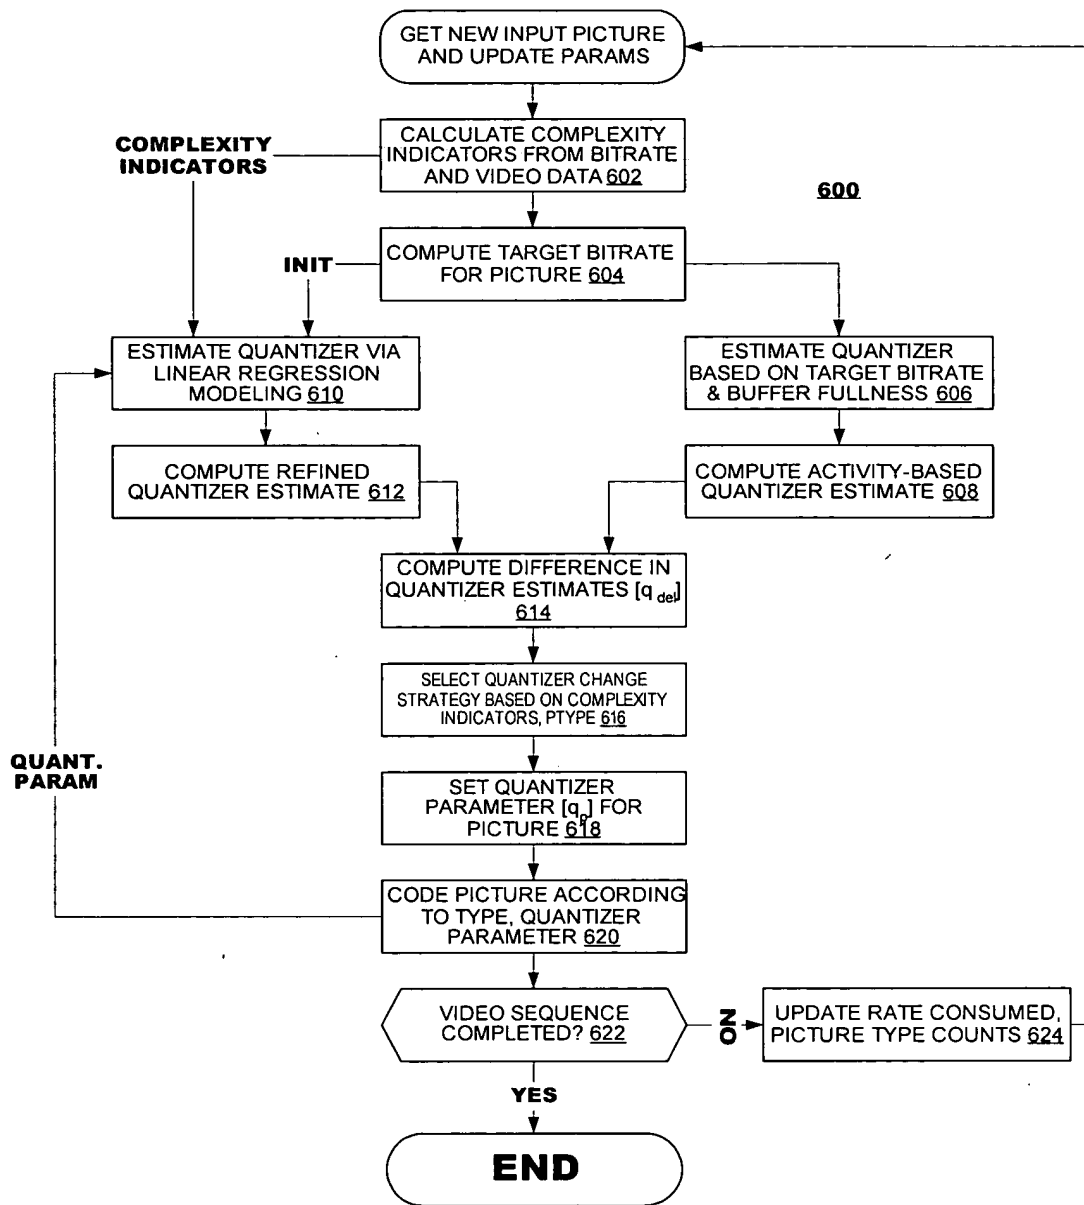 GET NEW INPUT PICTURE
AND UPDATE PARAMS
CALCULATE COMPLEXITY
INDICATORS FROM BITRATE
AND VIDEO DATA 602
COMPLEXITY
INDICATORS
600
COMPUTE TARGET BITRATE
FOR PICTURE 604
INIT
ESTIMATE QUANTIZER VIA
LINEAR REGRESSION
MODELING 610
ESTIMATE QUANTIZER
BASED ON TARGET BITRATE
& BUFFER FULLNESS 606
COMPUTE REFINED
QUANTIZER ESTIMATE 612
COMPUTE ACTIVITY-BASED
QUANTIZER ESTIMATE 608
COMPUTE DIFFERENCE IN
QUANTIZER ESTIMATES [q del]
614
SELECT QUANTIZER CHANGE
STRATEGY BASED ON COMPLEXITY
INDICATORS, PTYPE 616
QUANT.
PARAM
SET QUANTIZER
PARAMETER [qp] FOR
PICTURE 618
CODE PICTURE ACCORDING
TO TYPE, QUANTIZER
PARAMETER 620
VIDEO SEQUENCE
COMPLETED? 622
NO
UPDATE RATE CONSUMED,
PICTURE TYPE COUNTS 624
YES
END